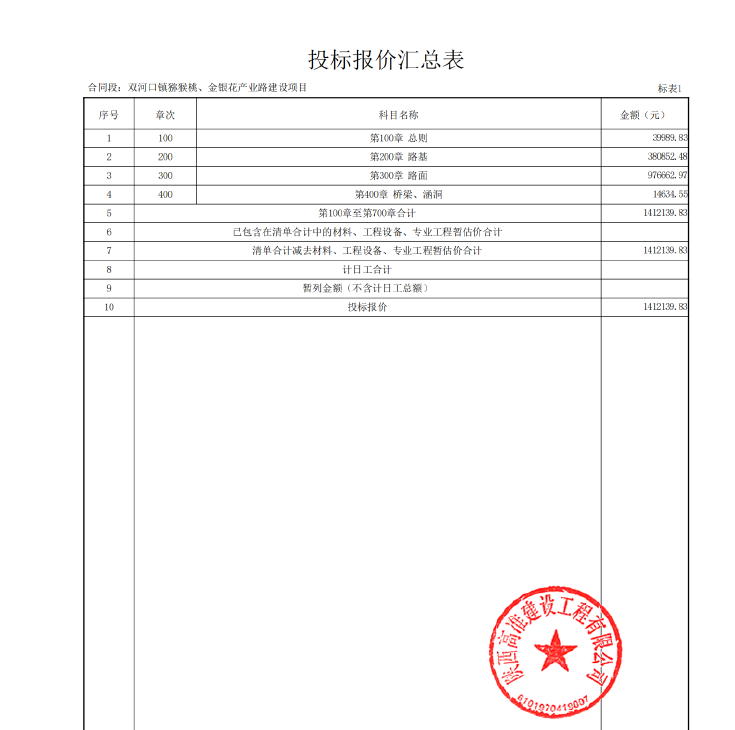 投标报价汇总表
合同段：双河口镇猕猴桃、金银花产业路建设项目 标表1
序号 章次 科目名称 金额（元）
1 100 第100章 总则 39989.83
2 200 第200章 路基 380852.48
3 300 第300章 路面 976662.97
4 400 第400章 桥梁、涵洞 14634.55
5 第100章至第700章合计 1412139.83
6 已包含在清单合计中的材料、工程设备、专业工程暂估价合计
7 清单合计减去材料、工程设备、专业工程暂估价合计 1412139.83
8 计日工合计
9 暂列金额（不含计日工总额）
10 投标报价 1412139.83
陕西高准建设工程有限公司
6101970419007